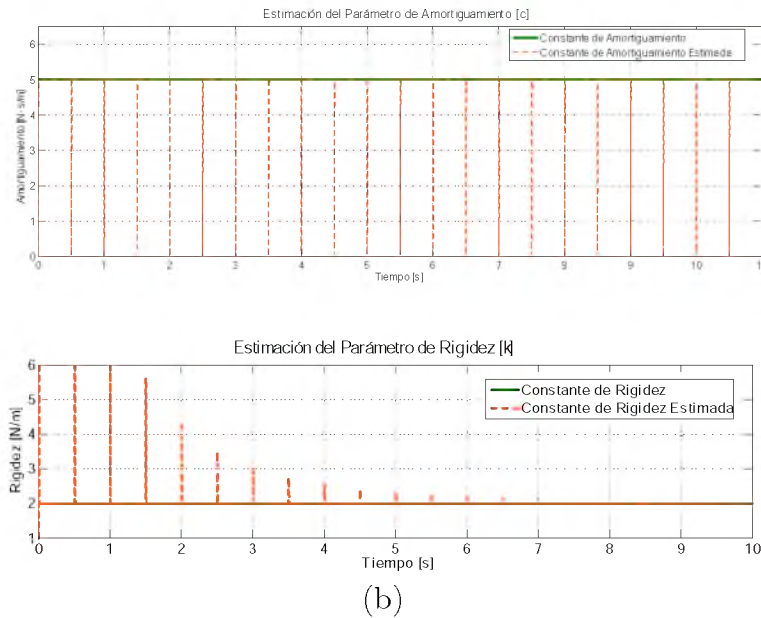 Estimación del Parámetro de Amortiguamiento [c]
Constante de Amortiguamiento
Constante de Amortiguamiento Estimada
Amortiguamiento [N·s/m]
6
5
4
3
2
1
0
0 1 2 3 4 5 6 7 8 9 10 1
Tiempo [s]
Estimación del Parámetro de Rigidez [k]
Constante de Rigidez
Constante de Rigidez Estimada
Rigidez [N/m]
6
5
4
3
2
1
0 1 2 3 4 5 6 7 8 9 10
Tiempo [s]
(b)